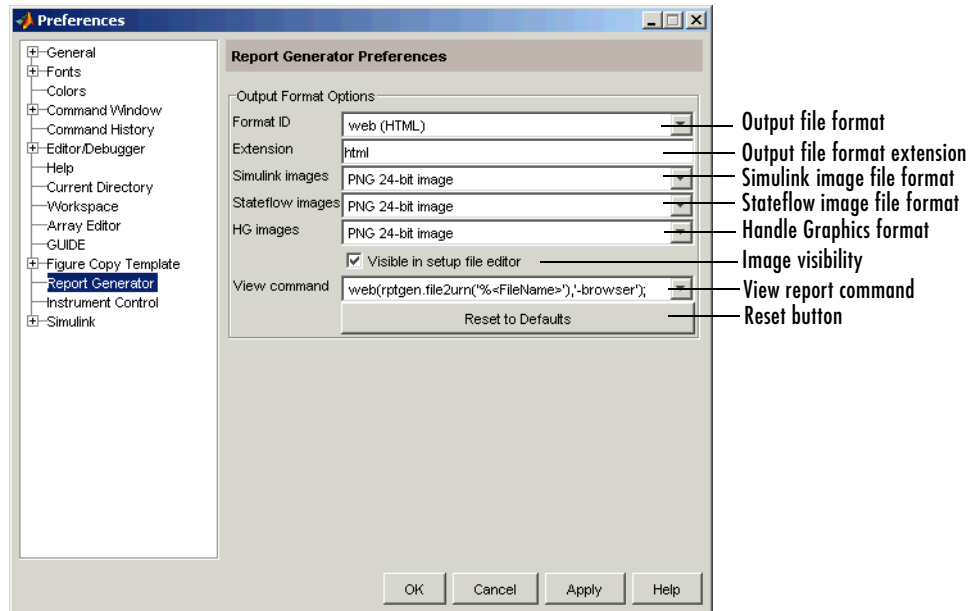 Preferences
General
Fonts
Colors
Command Window
Command History
Editor/Debugger
Help
Current Directory
Workspace
Array Editor
GUIDE
Figure Copy Template
Report Generator
Instrument Control
Simulink
Report Generator Preferences
Output Format Options
Format ID web (HTML) Output file format
Extension html Output file format extension
Simulink images PNG 24-bit image Simulink image file format
Stateflow images PNG 24-bit image Stateflow image file format
HG images PNG 24-bit image Handle Graphics format
Visible in setup file editor Image visibility
View command web(rptgen.file2urn('%<FileName>'),'-browser'); View report command
Reset to Defaults Reset button
OK Cancel Apply Help